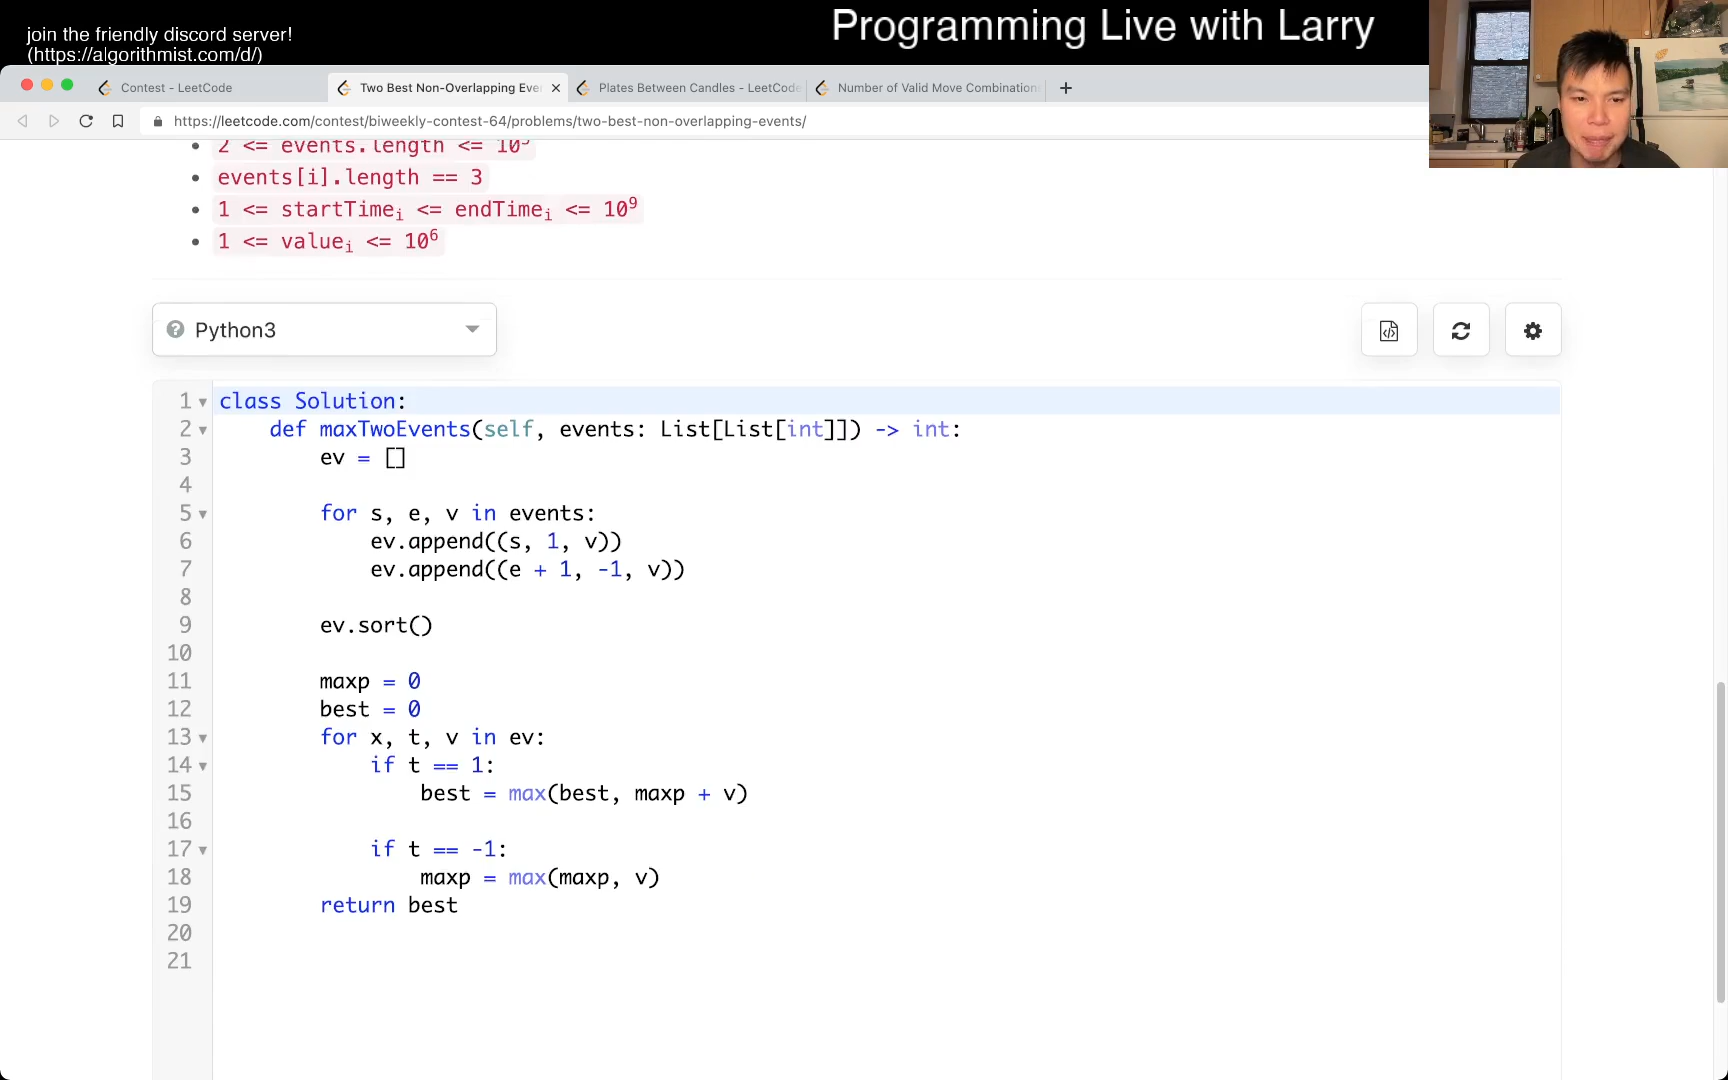 join the friendly discord server!
(https://algorithmist.com/d/)
Programming Live with Larry
Contest - LeetCode
Two Best Non-Overlapping Eve
Plates Between Candles - LeetCode
Number of Valid Move Combination
https://leetcode.com/contest/biweekly-contest-64/problems/two-best-non-overlapping-events/
2 <= events.length <= 10^5
events[i].length == 3
1 <= startTimeᵢ <= endTimeᵢ <= 10⁹
1 <= valueᵢ <= 10⁶
Python3
1 class Solution:
2 def maxTwoEvents(self, events: List[List[int]]) -> int:
3 ev = []
4
5 for s, e, v in events:
6 ev.append((s, 1, v))
7 ev.append((e + 1, -1, v))
8
9 ev.sort()
10
11 maxp = 0
12 best = 0
13 for x, t, v in ev:
14 if t == 1:
15 best = max(best, maxp + v)
16
17 if t == -1:
18 maxp = max(maxp, v)
19 return best
20
21